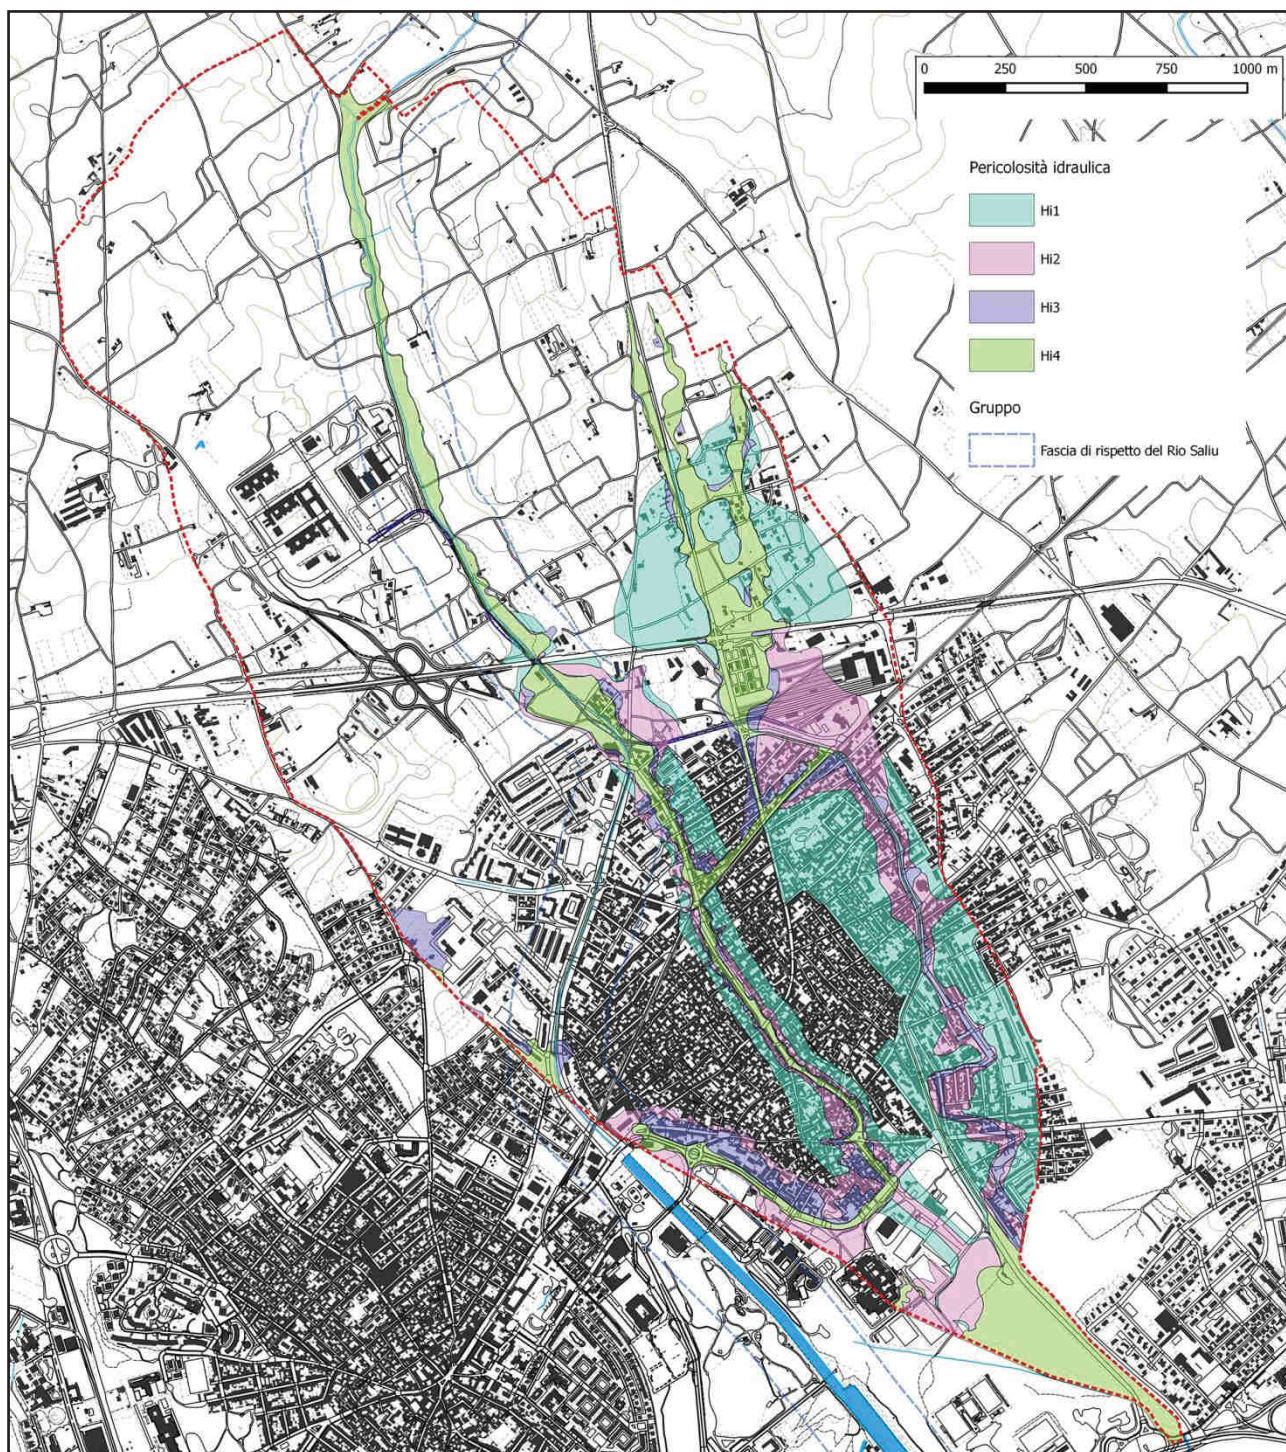 0 250 500 750 1000 m
Pericolosità idraulica
Hi1
Hi2
Hi3
Hi4
Gruppo
Fascia di rispetto del Rio Saliu